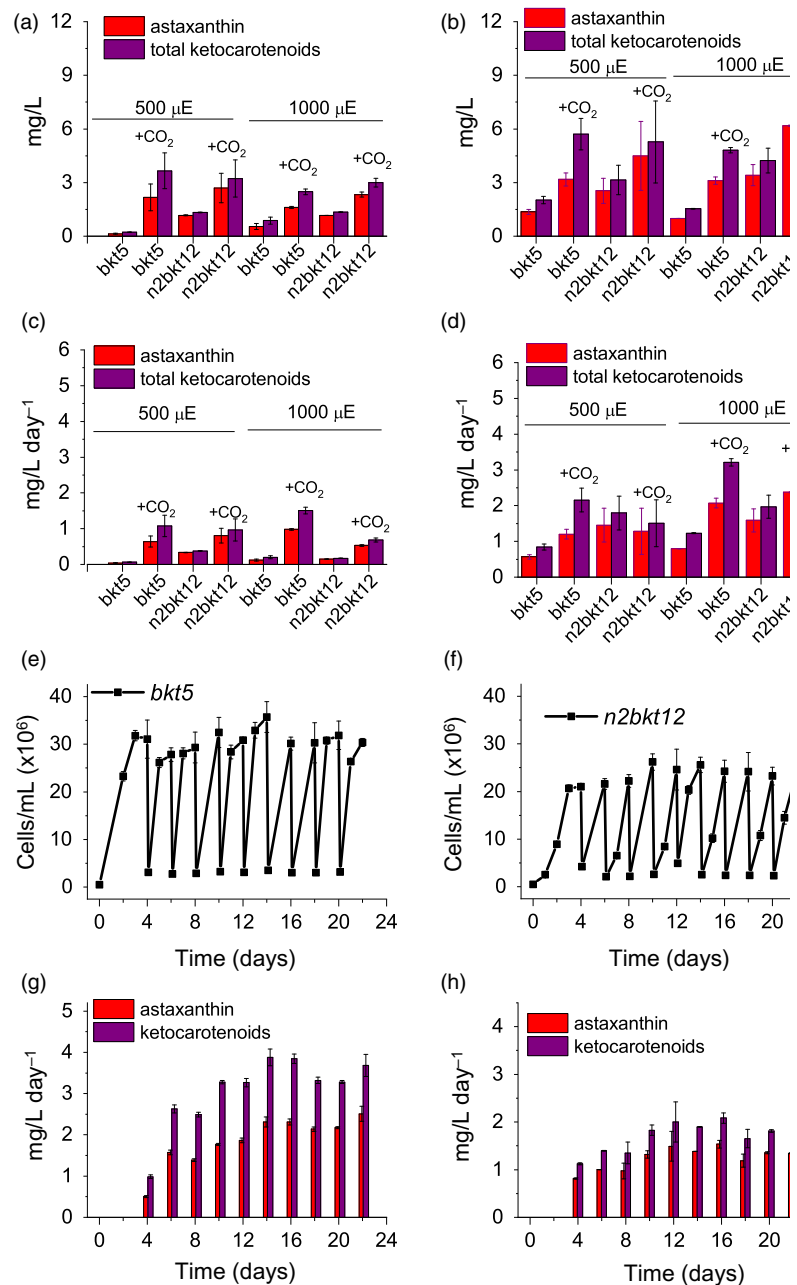 (a)
astaxanthin
total ketocarotenoids
12
9
6
3
0
mg/L
500 µE
1000 µE
+CO2
+CO2
+CO2
+CO2
bkt5
bkt5
n2bkt12
n2bkt12
bkt5
bkt5
n2bkt12
n2bkt12
(b)
astaxanthin
total ketocarotenoids
12
9
6
3
0
mg/L
500 µE
1000 µE
+CO2
+CO2
+CO2
bkt5
bkt5
n2bkt12
n2bkt12
bkt5
bkt5
n2bkt12
(c)
astaxanthin
total ketocarotenoids
6
5
4
3
2
1
0
mg/L day–1
500 µE
1000 µE
+CO2
+CO2
+CO2
+CO2
bkt5
bkt5
n2bkt12
n2bkt12
bkt5
bkt5
n2bkt12
n2bkt12
(d)
astaxanthin
total ketocarotenoids
6
5
4
3
2
1
0
mg/L day–1
500 µE
1000 µE
+CO2
+CO2
+CO2
+
bkt5
bkt5
n2bkt12
n2bkt12
bkt5
bkt5
n2bkt12
(e)
bkt5
40
30
20
10
0
Cells/mL (x10⁶)
0 4 8 12 16 20 24
Time (days)
(f)
n2bkt12
40
30
20
10
0
Cells/mL (x10⁶)
0 4 8 12 16 20
Time (days)
(g)
astaxanthin
ketocarotenoids
5
4
3
2
1
0
mg/L day–1
0 4 8 12 16 20 24
Time (days)
(h)
astaxanthin
ketocarotenoids
4
3
2
1
0
mg/L day–1
0 4 8 12 16 20
Time (days)